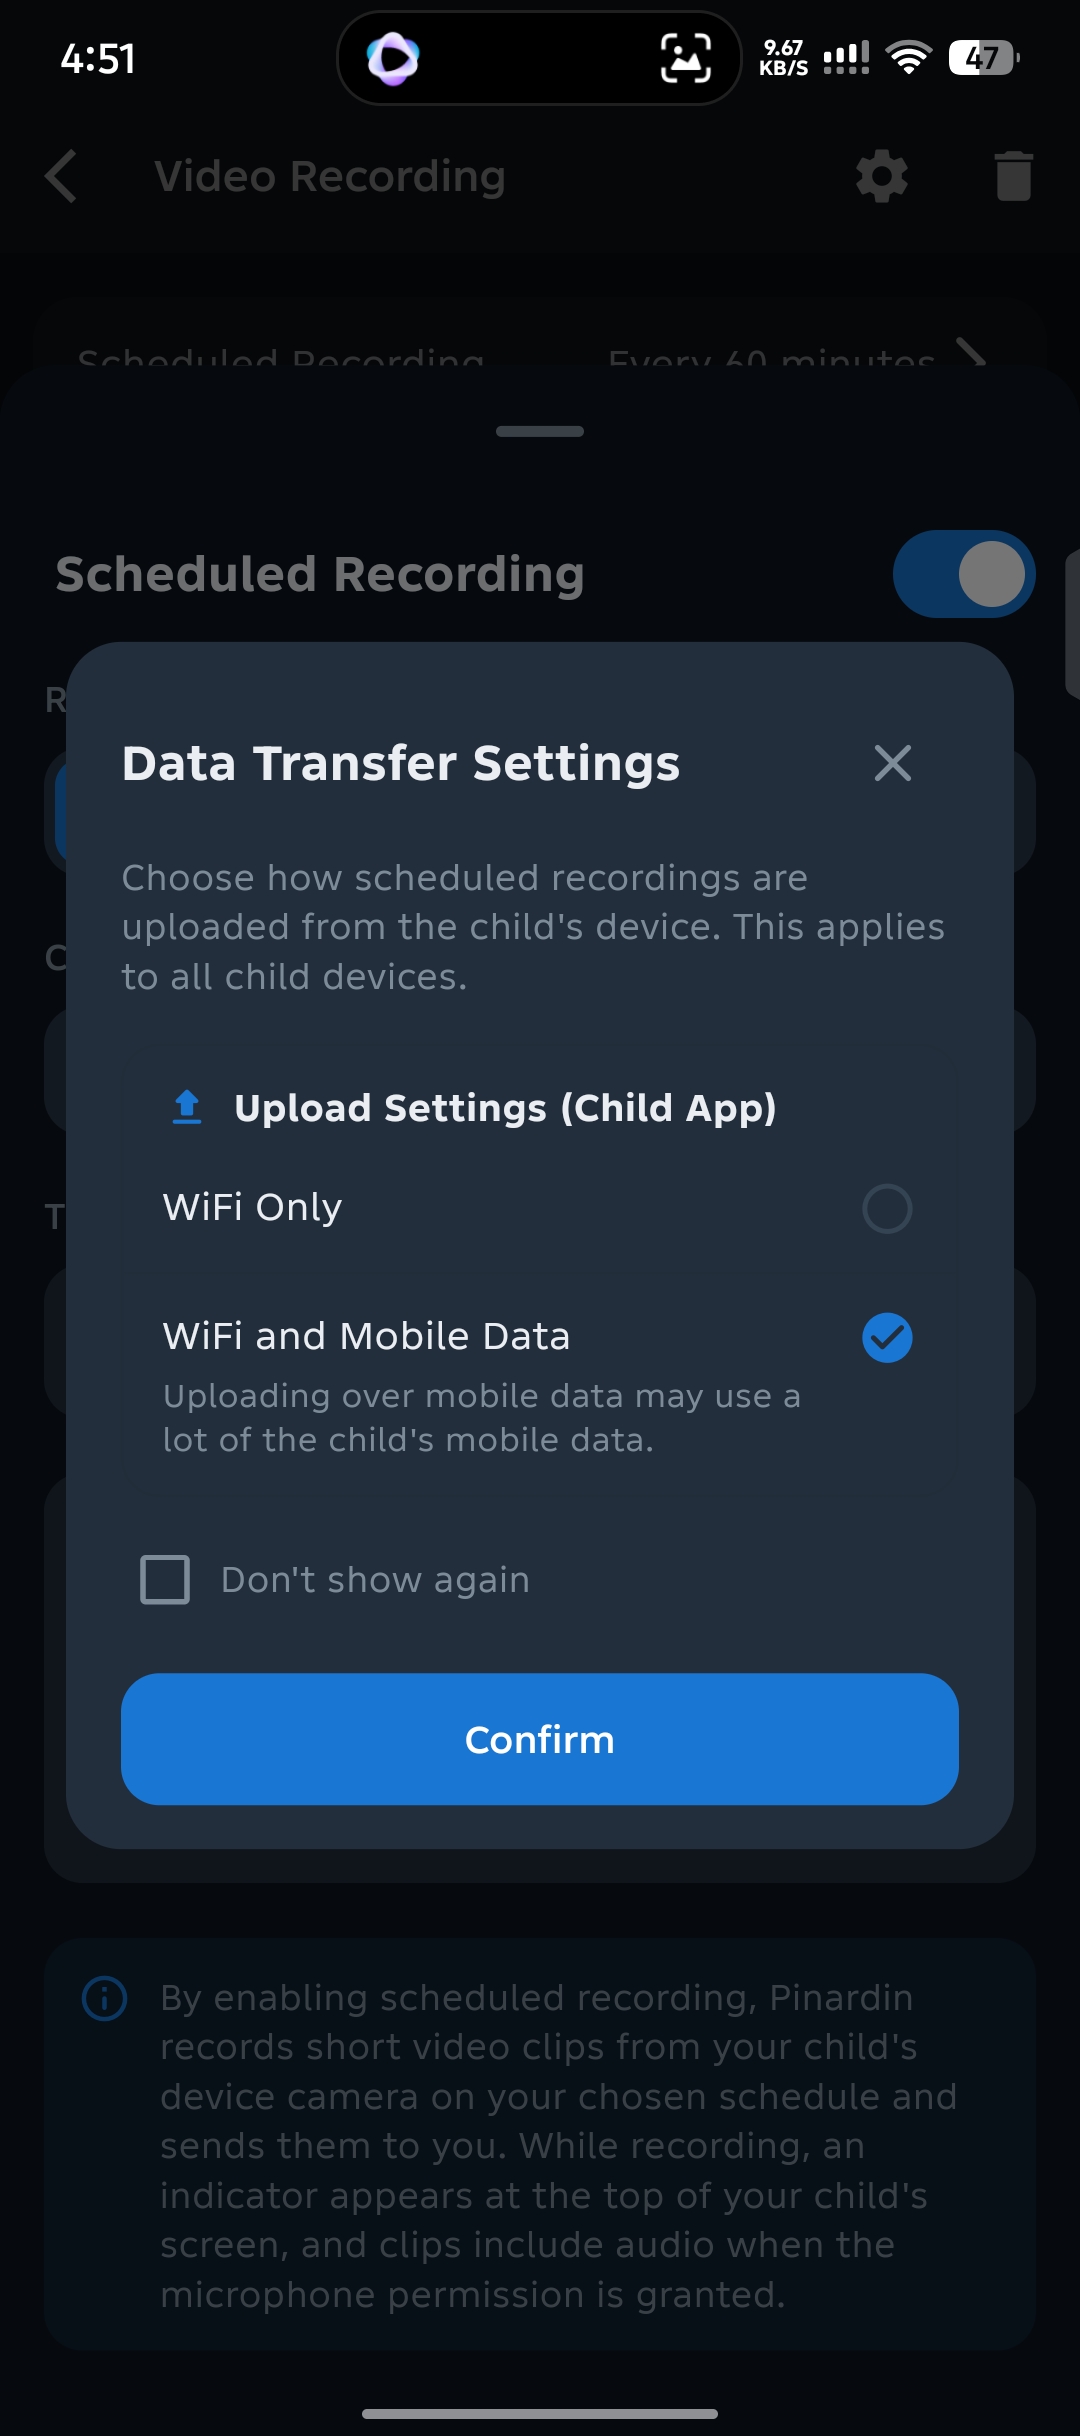 4:51
9.67
KB/S
47
Video Recording
Scheduled Recording Every 60 minutes
Scheduled Recording
R
Data Transfer Settings
Choose how scheduled recordings are
uploaded from the child's device. This applies
to all child devices.
C
Upload Settings (Child App)
WiFi Only
T
WiFi and Mobile Data
Uploading over mobile data may use a
lot of the child's mobile data.
Don't show again
Confirm
By enabling scheduled recording, Pinardin
records short video clips from your child's
device camera on your chosen schedule and
sends them to you. While recording, an
indicator appears at the top of your child's
screen, and clips include audio when the
microphone permission is granted.